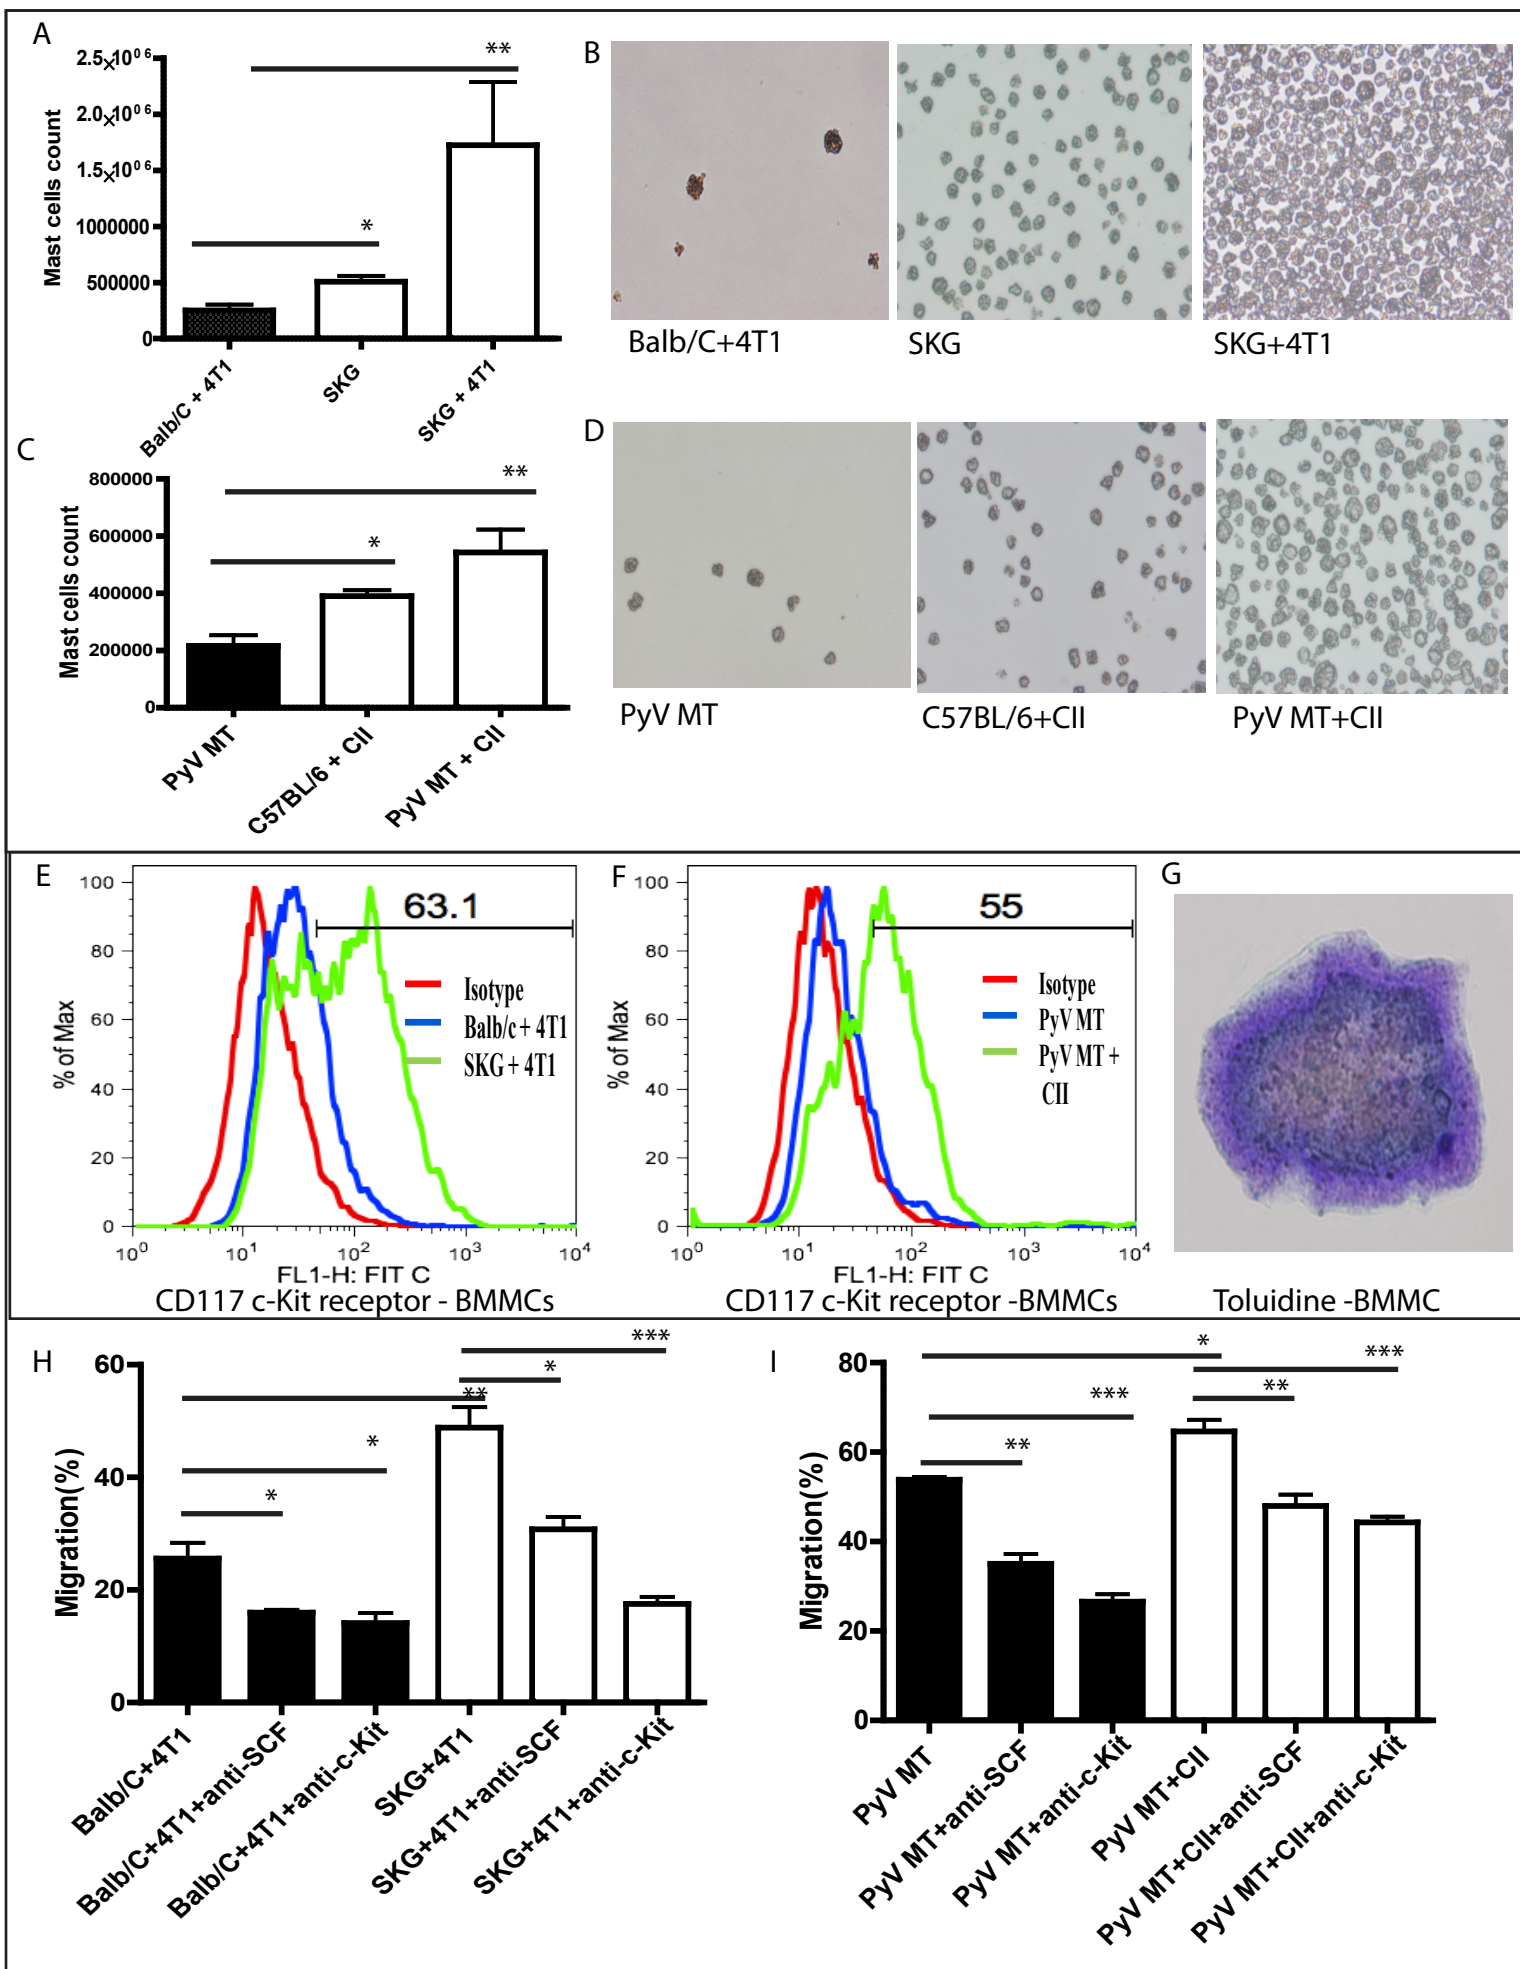 A
2.5×10⁰⁶
2.0×10⁰⁶
1.5×10⁰⁶
1000000
500000
0
Mast cells count
**
*
Balb/C + 4T1
SKG
SKG + 4T1
B
Balb/C+4T1
SKG
SKG+4T1
C
800000
600000
400000
200000
0
Mast cells count
**
*
PyV MT
C57BL/6 + CII
PyV MT + CII
D
PyV MT
C57BL/6+CII
PyV MT+CII
E
100
80
60
40
20
0
% of Max
63.1
Isotype
Balb/c + 4T1
SKG + 4T1
10⁰
10¹
10²
10³
10⁴
FL1-H: FIT C
CD117 c-Kit receptor - BMMCs
F
100
80
60
40
20
0
% of Max
55
Isotype
PyV MT
PyV MT +
CII
10⁰
10¹
10²
10³
10⁴
FL1-H: FIT C
CD117 c-Kit receptor -BMMCs
G
Toluidine -BMMC
H
60
40
20
0
Migration(%)
***
*
**
*
*
Balb/C+4T1
Balb/C+4T1+anti-SCF
Balb/C+4T1+anti-c-Kit
SKG+4T1
SKG+4T1+anti-SCF
SKG+4T1+anti-c-Kit
I
80
60
40
20
0
Migration(%)
*
***
**
***
**
PyV MT
PyV MT+anti-SCF
PyV MT+anti-c-Kit
PyV MT+CII
PyV MT+CII+anti-SCF
PyV MT+CII+anti-c-Kit